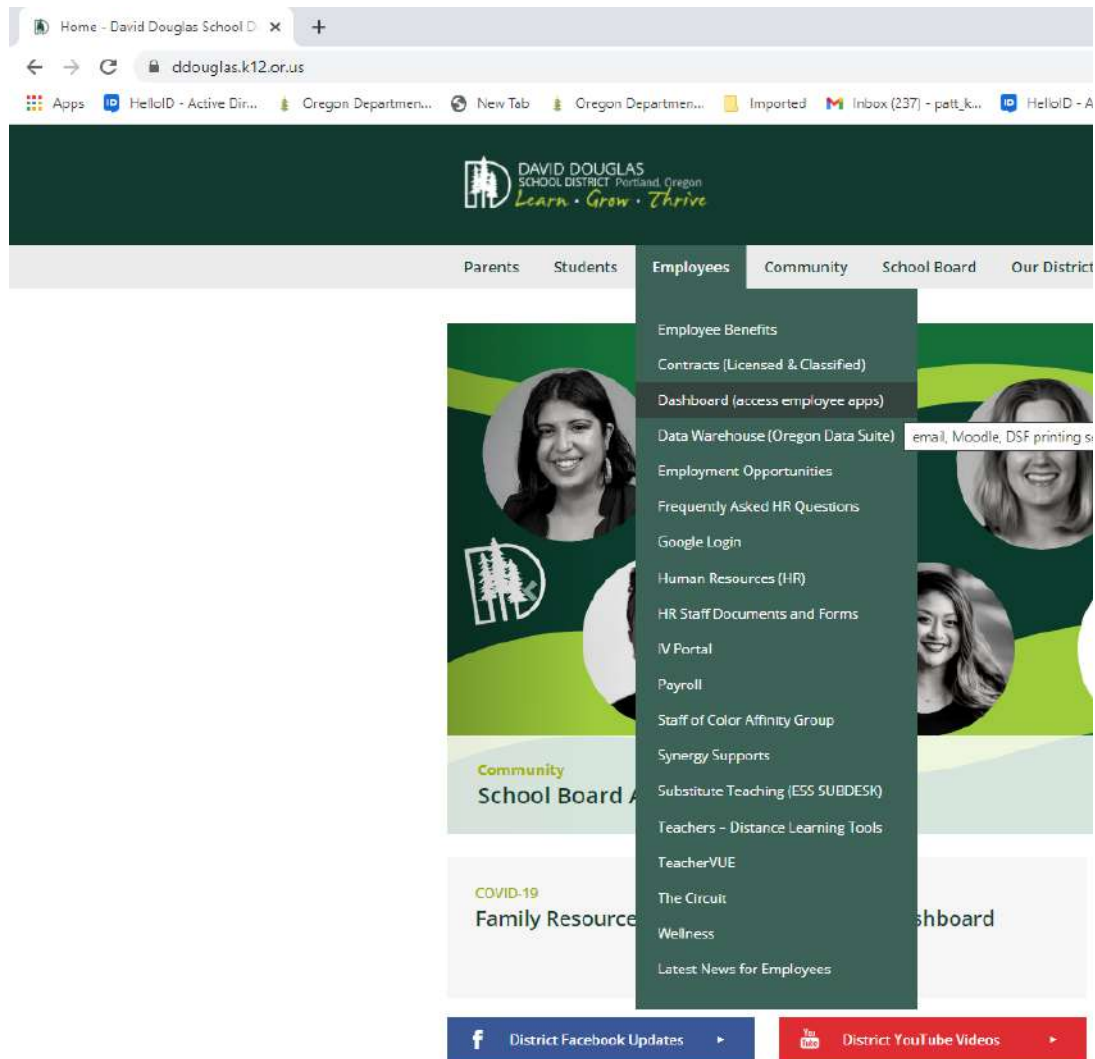 Home - David Douglas School D
ddouglas.k12.or.us
Apps HelloID - Active Dir... Oregon Departmen... New Tab Oregon Departmen... Imported Inbox (237) - patt_k... HelloID - A
DAVID DOUGLAS
SCHOOL DISTRICT Portland, Oregon
Learn · Grow · Thrive
Parents Students Employees Community School Board Our District
Employee Benefits
Contracts (Licensed & Classified)
Dashboard (access employee apps)
Data Warehouse (Oregon Data Suite)
email, Moodle, DSF printing se
Employment Opportunities
Frequently Asked HR Questions
Google Login
Human Resources (HR)
HR Staff Documents and Forms
IV Portal
Payroll
Staff of Color Affinity Group
Synergy Supports
Substitute Teaching (ESS SUBDESK)
Teachers – Distance Learning Tools
TeacherVUE
The Circuit
Wellness
Latest News for Employees
Community
School Board A
COVID-19
Family Resource shboard
District Facebook Updates
You Tube District YouTube Videos